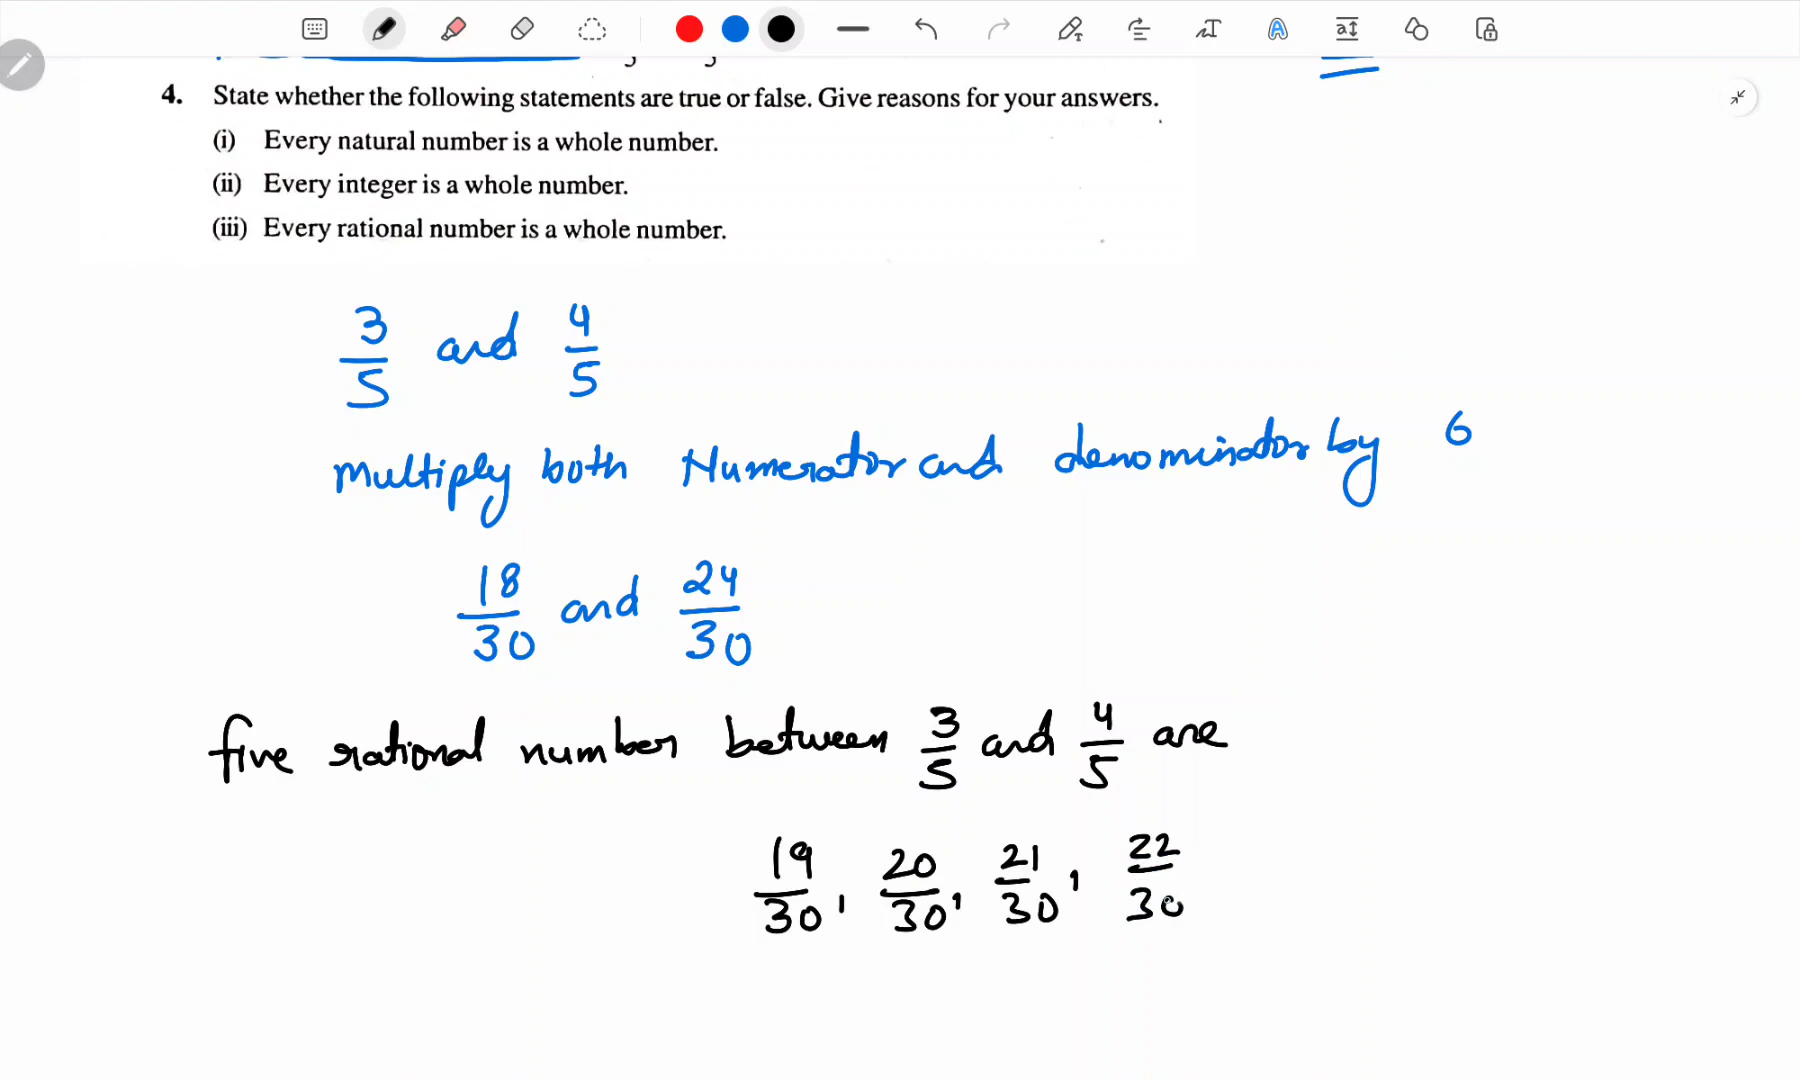 4. State whether the following statements are true or false. Give reasons for your answers.
(i) Every natural number is a whole number.
(ii) Every integer is a whole number.
(iii) Every rational number is a whole number.
3/5 and 4/5
Multiply both Numerator and denominator by 6
18/30 and 24/30
five rational number between 3/5 and 4/5 are
19/30, 20/30, 21/30, 22/30